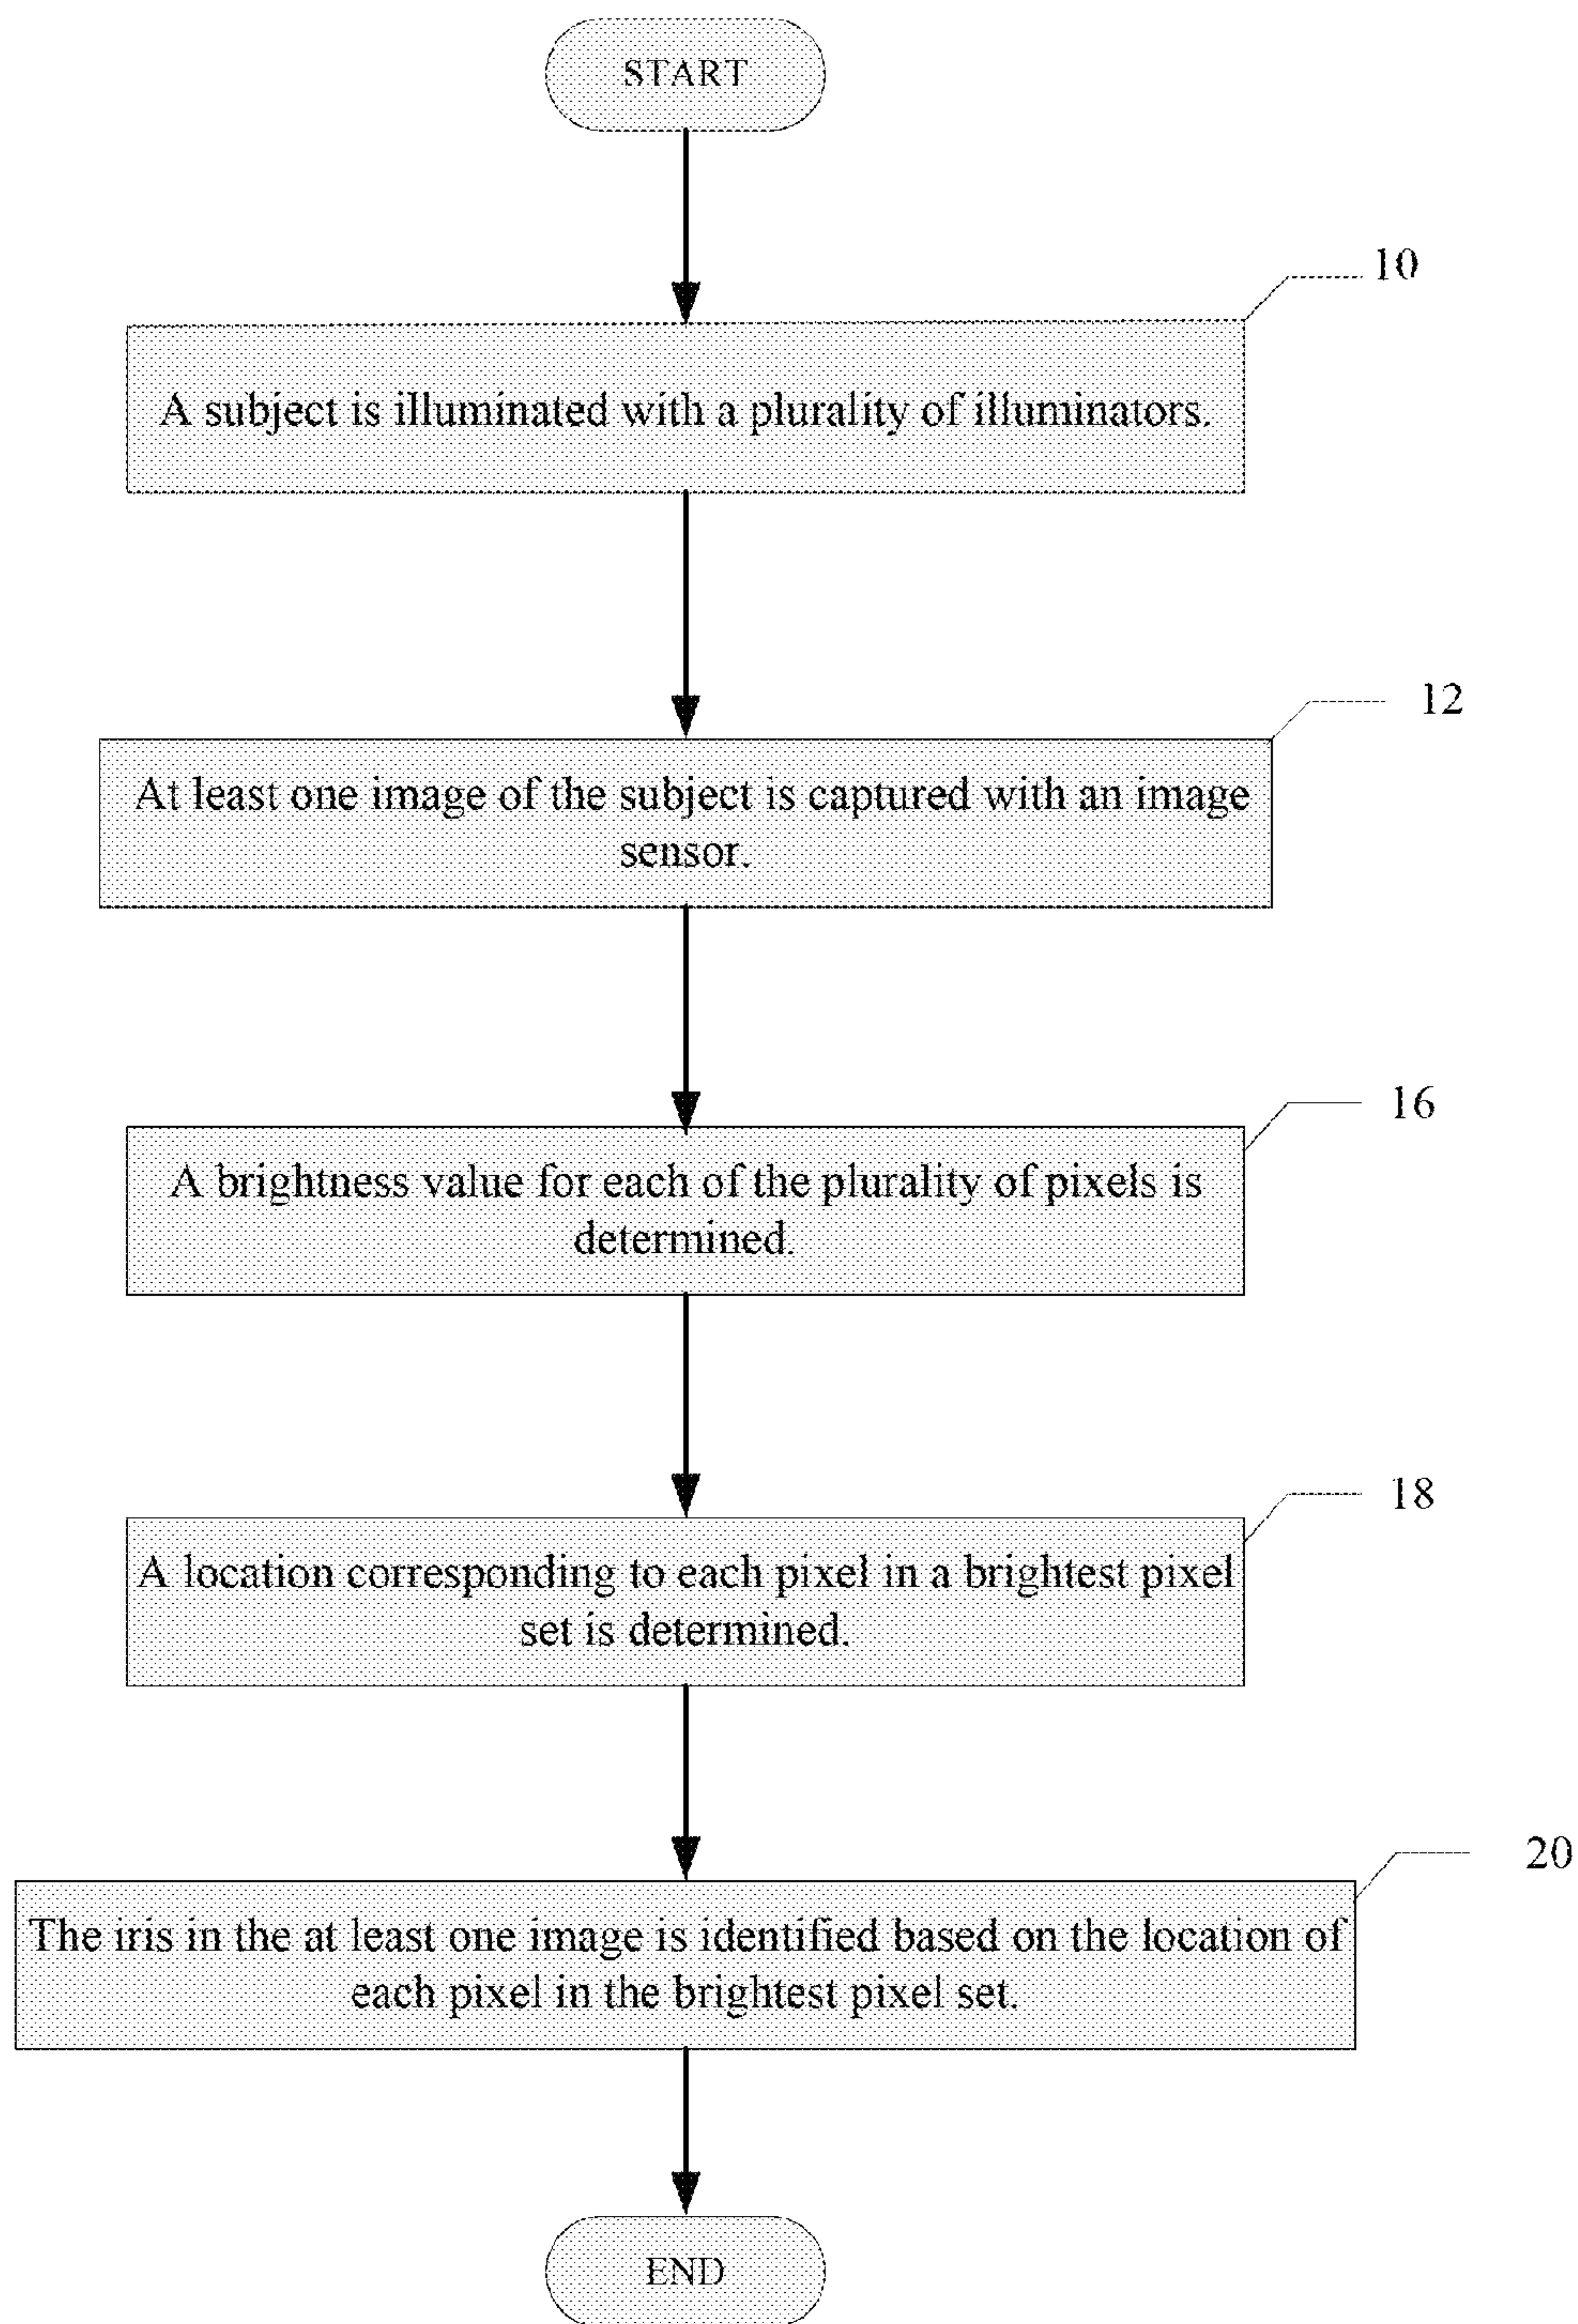 START
10
A subject is illuminated with a plurality of illuminators.
12
At least one image of the subject is captured with an image
sensor.
16
A brightness value for each of the plurality of pixels is
determined.
18
A location corresponding to each pixel in a brightest pixel
set is determined.
20
The iris in the at least one image is identified based on the location of
each pixel in the brightest pixel set.
END